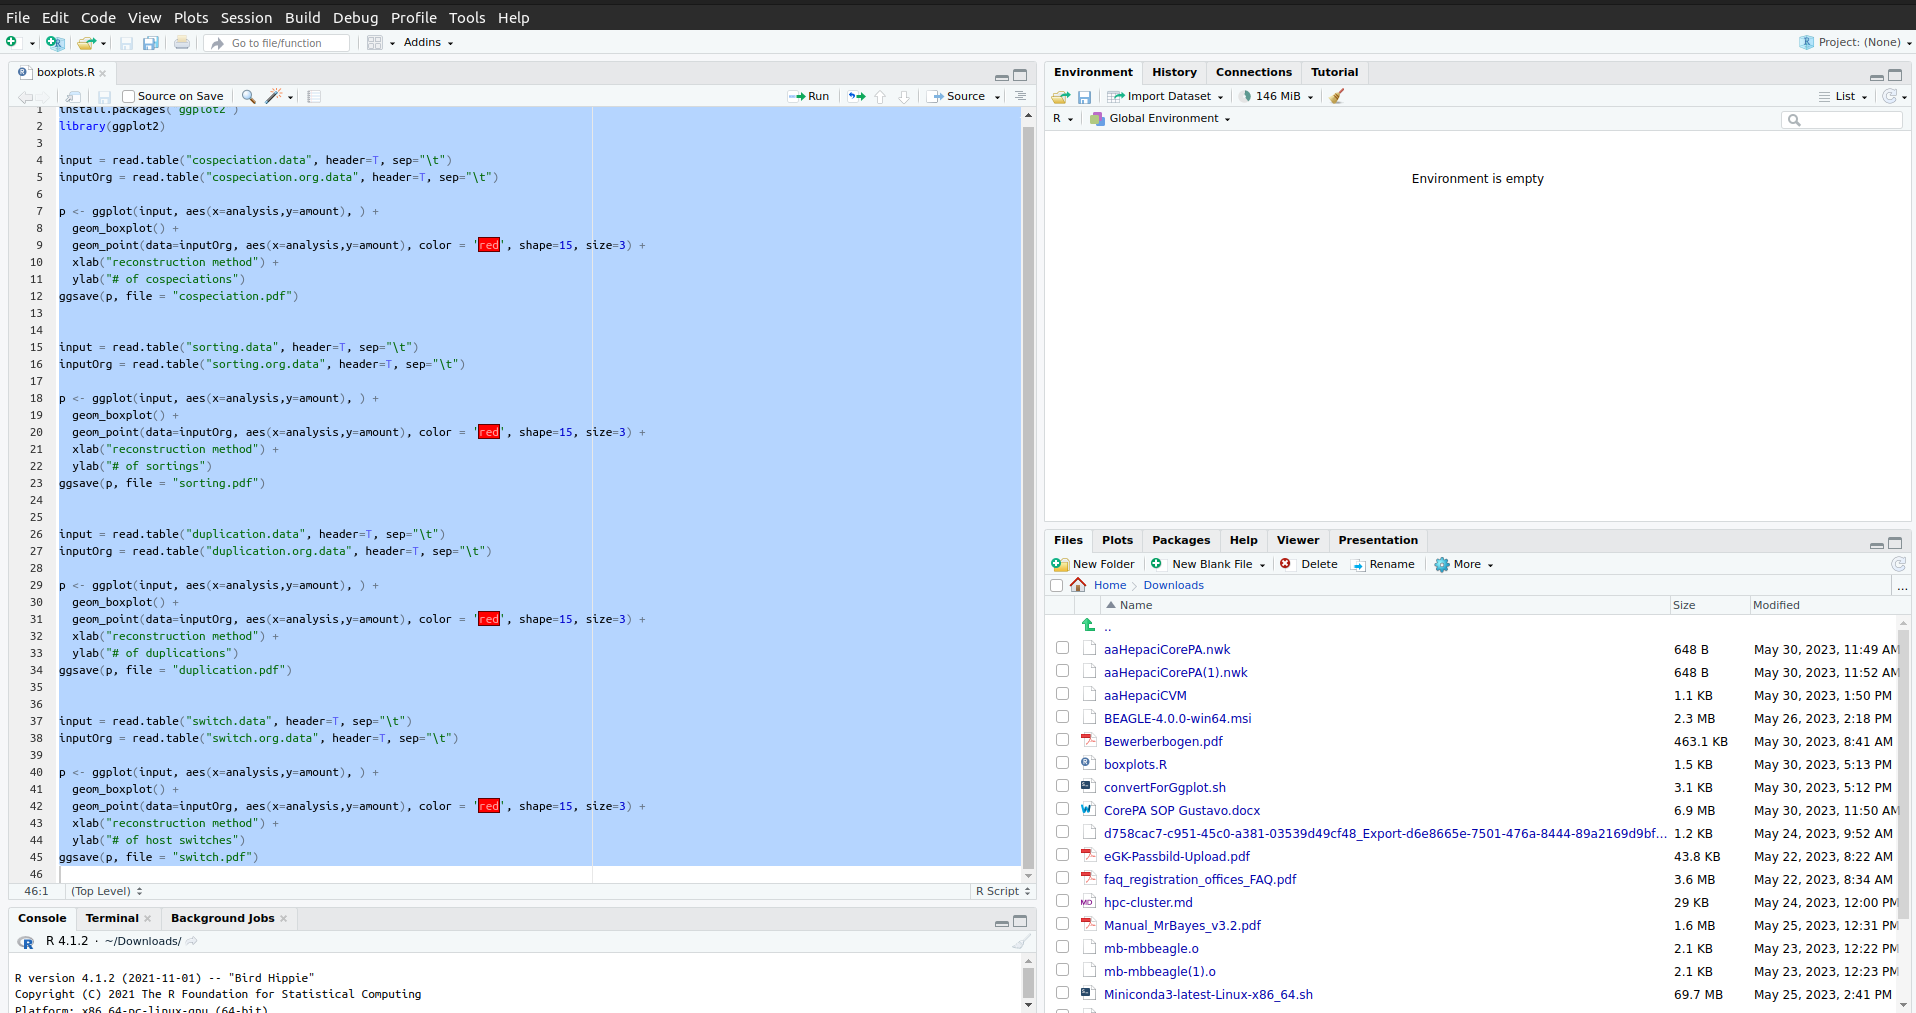 File Edit Code View Plots Session Build Debug Profile Tools Help
Go to file/function Addins Project: (None)
boxplots.R
Source on Save Run Source
1 install.packages("ggplot2")
2 library(ggplot2)
3
4 input = read.table("cospeciation.data", header=T, sep="\t")
5 inputOrg = read.table("cospeciation.org.data", header=T, sep="\t")
6
7 p <- ggplot(input, aes(x=analysis,y=amount), ) +
8 geom_boxplot() +
9 geom_point(data=inputOrg, aes(x=analysis,y=amount), color = 'red', shape=15, size=3) +
10 xlab("reconstruction method") +
11 ylab("# of cospeciations")
12 ggsave(p, file = "cospeciation.pdf")
13
14
15 input = read.table("sorting.data", header=T, sep="\t")
16 inputOrg = read.table("sorting.org.data", header=T, sep="\t")
17
18 p <- ggplot(input, aes(x=analysis,y=amount), ) +
19 geom_boxplot() +
20 geom_point(data=inputOrg, aes(x=analysis,y=amount), color = 'red', shape=15, size=3) +
21 xlab("reconstruction method") +
22 ylab("# of sortings")
23 ggsave(p, file = "sorting.pdf")
24
25
26 input = read.table("duplication.data", header=T, sep="\t")
27 inputOrg = read.table("duplication.org.data", header=T, sep="\t")
28
29 p <- ggplot(input, aes(x=analysis,y=amount), ) +
30 geom_boxplot() +
31 geom_point(data=inputOrg, aes(x=analysis,y=amount), color = 'red', shape=15, size=3) +
32 xlab("reconstruction method") +
33 ylab("# of duplications")
34 ggsave(p, file = "duplication.pdf")
35
36
37 input = read.table("switch.data", header=T, sep="\t")
38 inputOrg = read.table("switch.org.data", header=T, sep="\t")
39
40 p <- ggplot(input, aes(x=analysis,y=amount), ) +
41 geom_boxplot() +
42 geom_point(data=inputOrg, aes(x=analysis,y=amount), color = 'red', shape=15, size=3) +
43 xlab("reconstruction method") +
44 ylab("# of host switches")
45 ggsave(p, file = "switch.pdf")
46
46:1 (Top Level) R Script
Console Terminal Background Jobs
R 4.1.2 · ~/Downloads/
R version 4.1.2 (2021-11-01) -- "Bird Hippie"
Copyright (C) 2021 The R Foundation for Statistical Computing
Platform: x86_64-pc-linux-gnu (64-bit)
Environment History Connections Tutorial
Import Dataset 146 MiB List
R Global Environment
Environment is empty
Files Plots Packages Help Viewer Presentation
New Folder New Blank File Delete Rename More
Home Downloads ...
Name Size Modified
..
aaHepaciCorePA.nwk 648 B May 30, 2023, 11:49 AM
aaHepaciCorePA(1).nwk 648 B May 30, 2023, 11:52 AM
aaHepaciCVM 1.1 KB May 30, 2023, 1:50 PM
BEAGLE-4.0.0-win64.msi 2.3 MB May 26, 2023, 2:18 PM
Bewerberbogen.pdf 463.1 KB May 30, 2023, 8:41 AM
boxplots.R 1.5 KB May 30, 2023, 5:13 PM
convertForGgplot.sh 3.1 KB May 30, 2023, 5:12 PM
CorePA SOP Gustavo.docx 6.9 MB May 30, 2023, 11:50 AM
d758cac7-c951-45c0-a381-03539d49cf48_Export-d6e8665e-7501-476a-8444-89a2169d9bf... 1.2 KB May 24, 2023, 9:52 AM
eGK-Passbild-Upload.pdf 43.8 KB May 22, 2023, 8:22 AM
faq_registration_offices_FAQ.pdf 3.6 MB May 22, 2023, 8:34 AM
MD hpc-cluster.md 29 KB May 24, 2023, 12:00 PM
Manual_MrBayes_v3.2.pdf 1.6 MB May 25, 2023, 12:31 PM
mb-mbbeagle.o 2.1 KB May 23, 2023, 12:22 PM
mb-mbbeagle(1).o 2.1 KB May 23, 2023, 12:23 PM
Miniconda3-latest-Linux-x86_64.sh 69.7 MB May 25, 2023, 2:41 PM